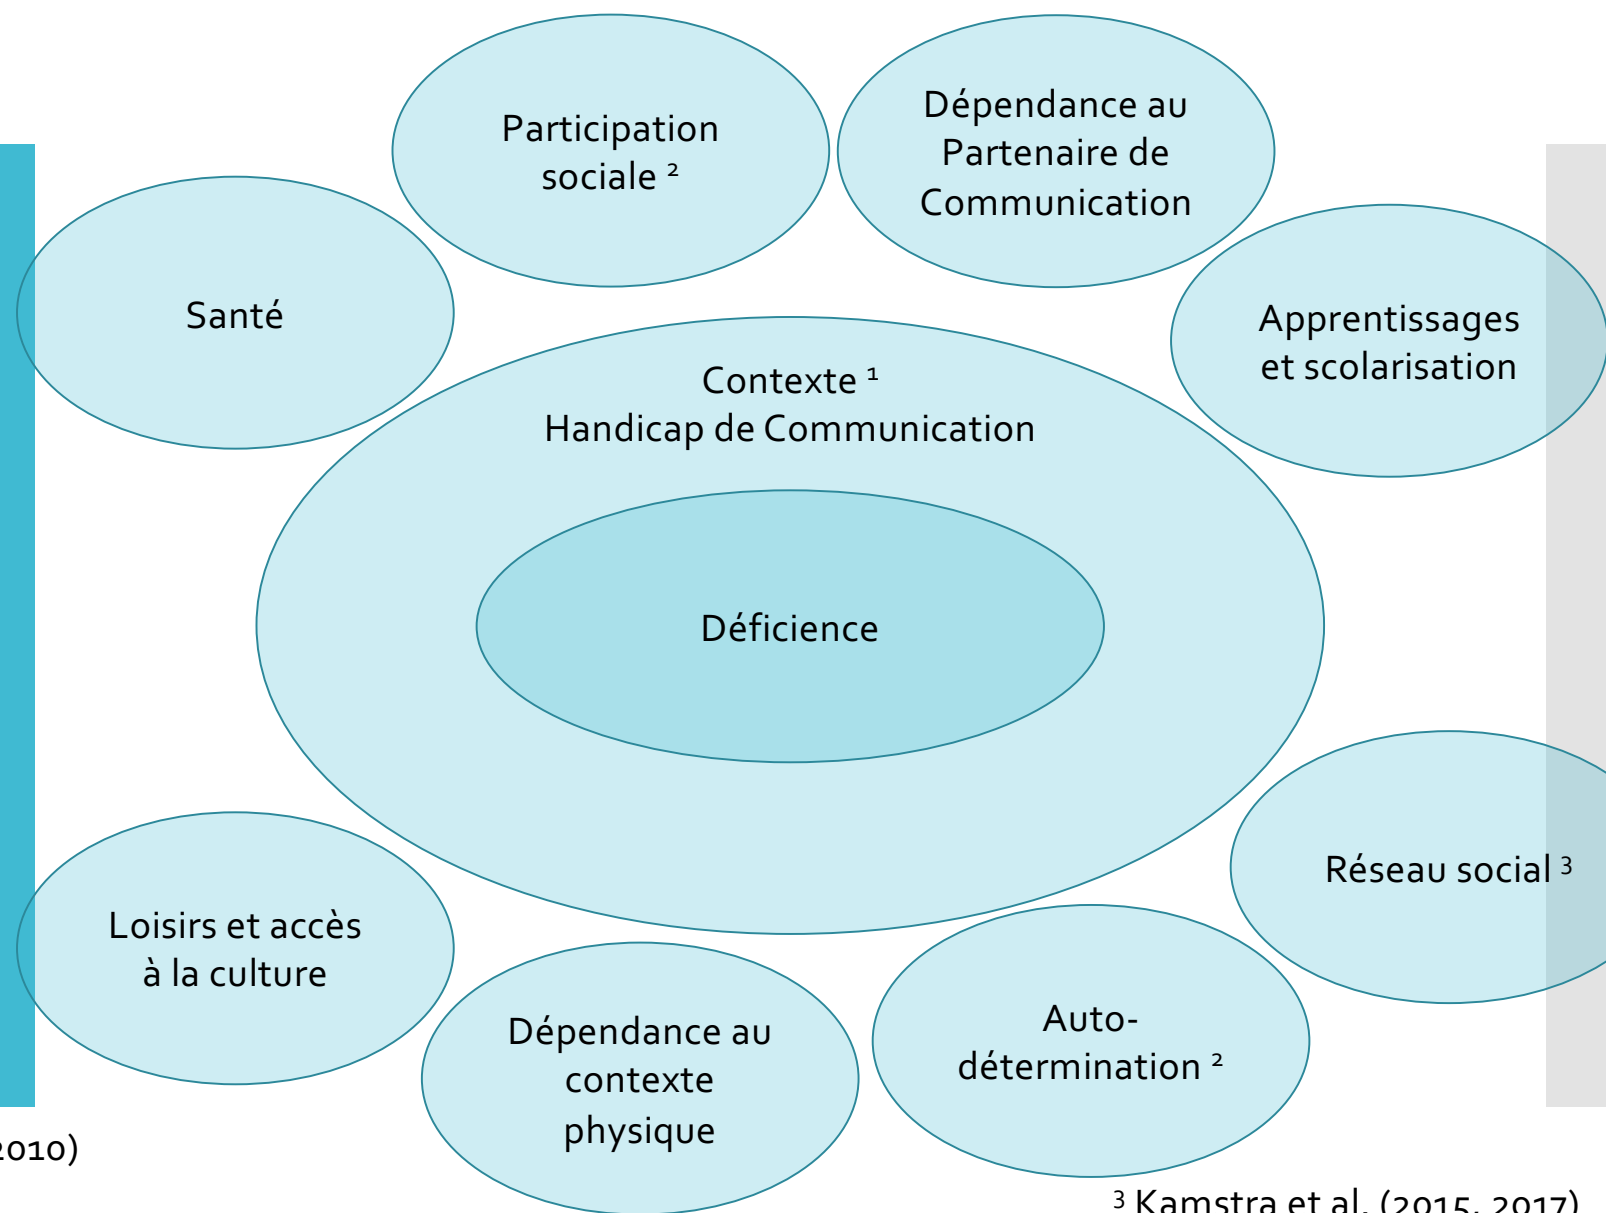 Participation
sociale ²
Dépendance au
Partenaire de
Communication
Santé
Apprentissages
et scolarisation
Contexte ¹
Handicap de Communication
Déficience
Réseau social ³
Loisirs et accès
à la culture
Dépendance au
contexte
physique
Auto-
détermination ²
2010)
³ Kamstra et al. (2015, 2017)